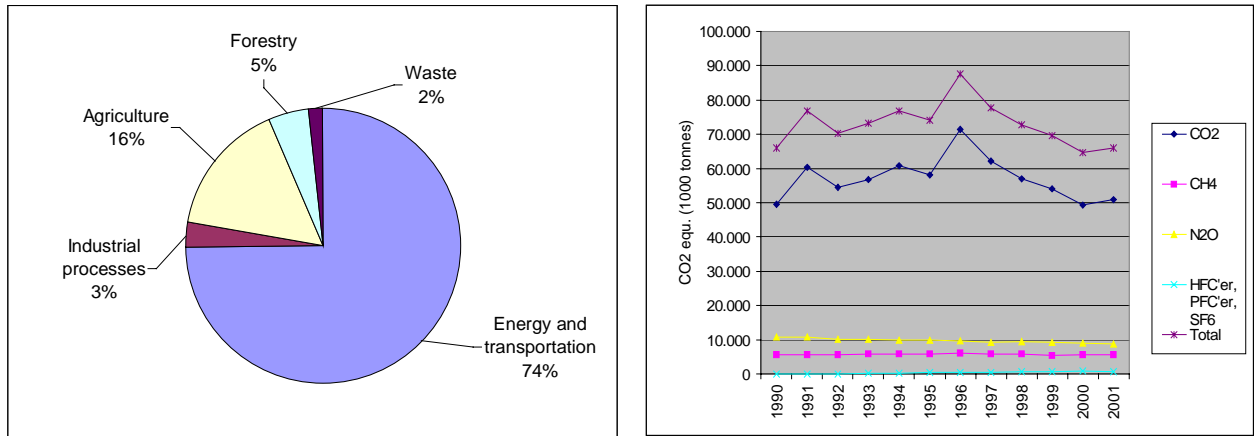 Forestry
5%
Waste
2%
Agriculture
16%
Industrial
processes
3%
Energy and
transportation
74%
100.000
90.000
80.000
70.000
60.000
50.000
40.000
30.000
20.000
10.000
0
CO2 equ. (1000 tonnes)
1990
1991
1992
1993
1994
1995
1996
1997
1998
1999
2000
2001
CO2
CH4
N2O
HFC'er,
PFC'er,
SF6
Total